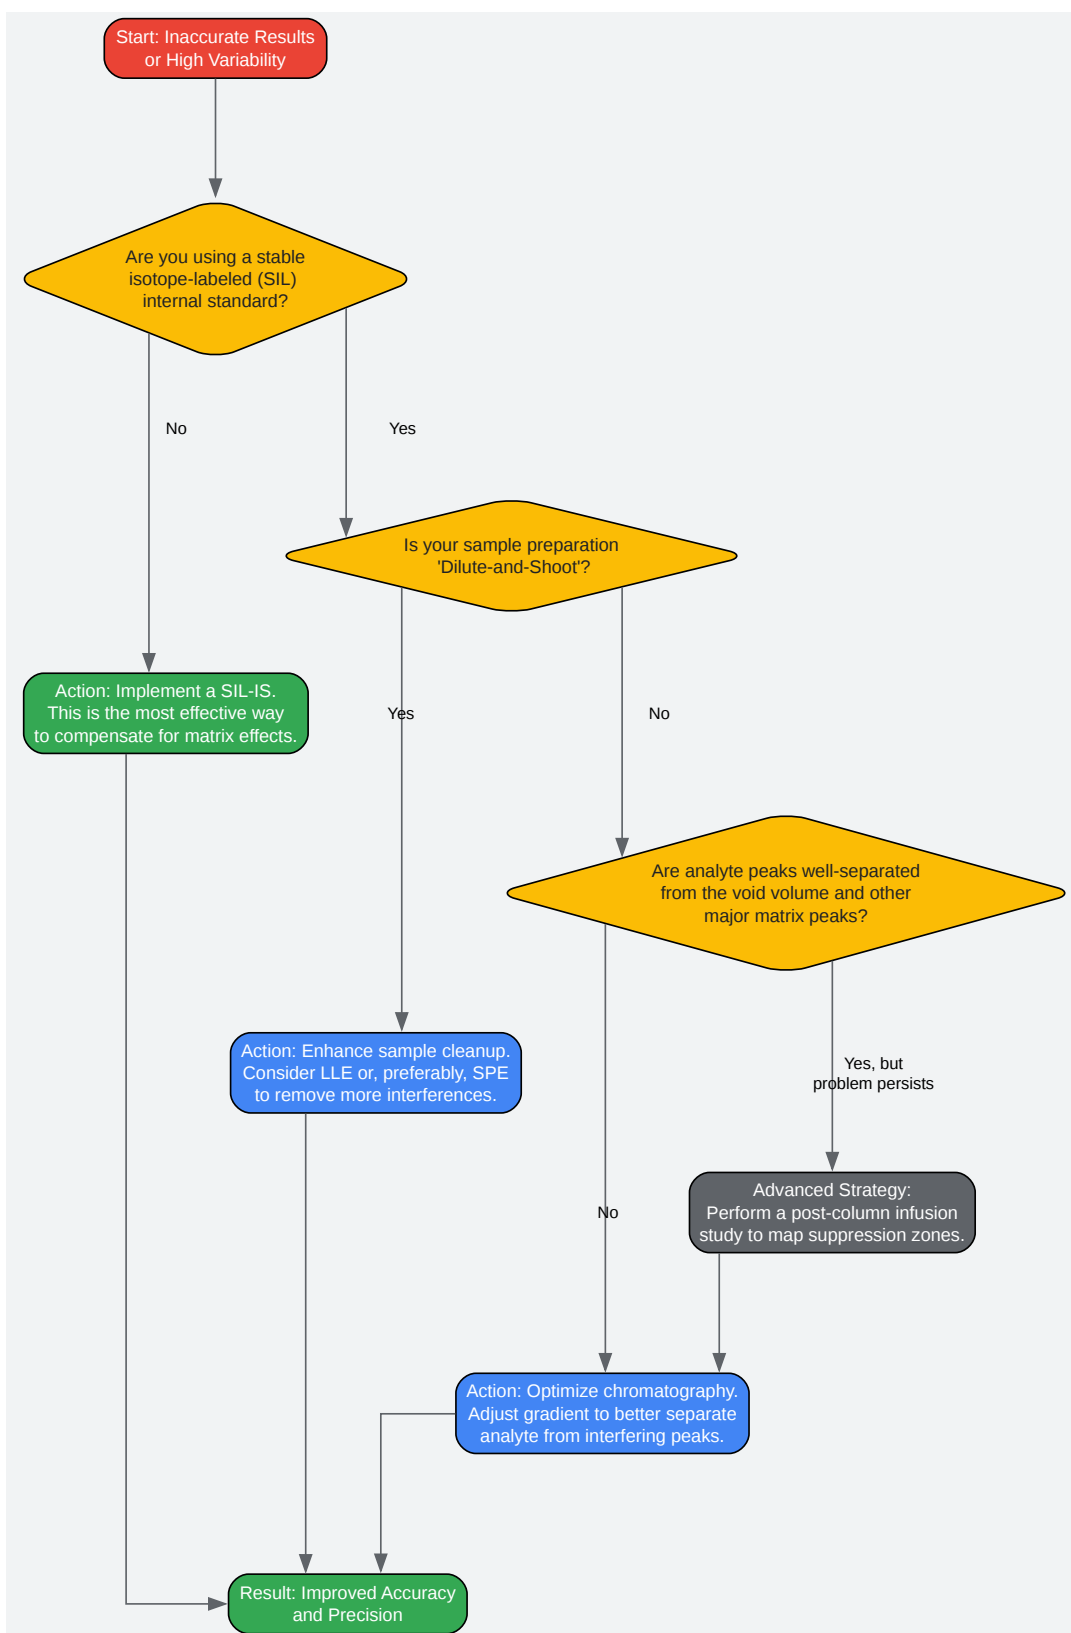 Start: Inaccurate Results
or High Variability
Are you using a stable
isotope-labeled (SIL)
internal standard?
No
Yes
Is your sample preparation
'Dilute-and-Shoot'?
Action: Implement a SIL-IS.
This is the most effective way
to compensate for matrix effects.
Yes
No
Are analyte peaks well-separated
from the void volume and other
major matrix peaks?
Action: Enhance sample cleanup.
Consider LLE or, preferably, SPE
to remove more interferences.
Yes, but
problem persists
No
Advanced Strategy:
Perform a post-column infusion
study to map suppression zones.
Action: Optimize chromatography.
Adjust gradient to better separate
analyte from interfering peaks.
Result: Improved Accuracy
and Precision